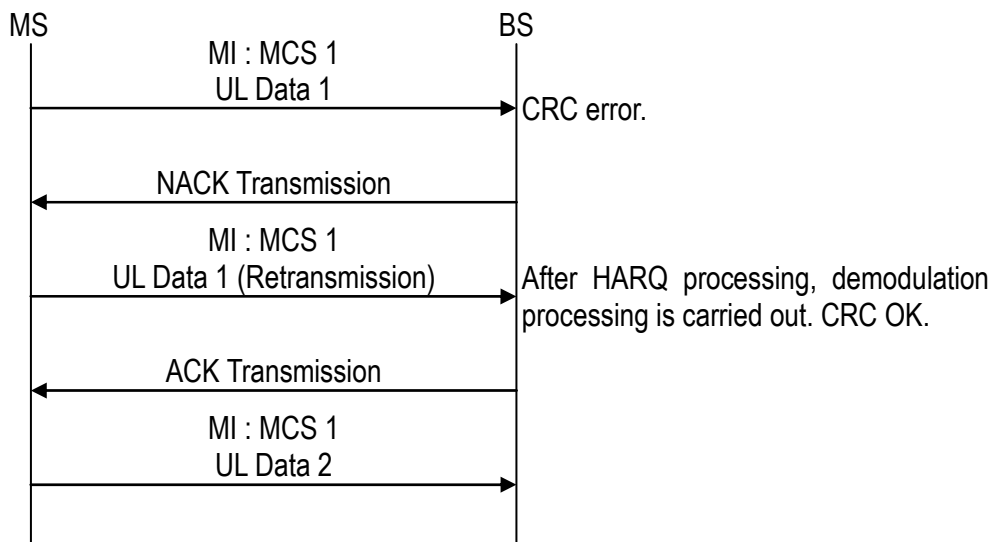 MS
BS
MI : MCS 1
UL Data 1
CRC error.
NACK Transmission
MI : MCS 1
UL Data 1 (Retransmission)
After HARQ processing, demodulation
processing is carried out. CRC OK.
ACK Transmission
MI : MCS 1
UL Data 2